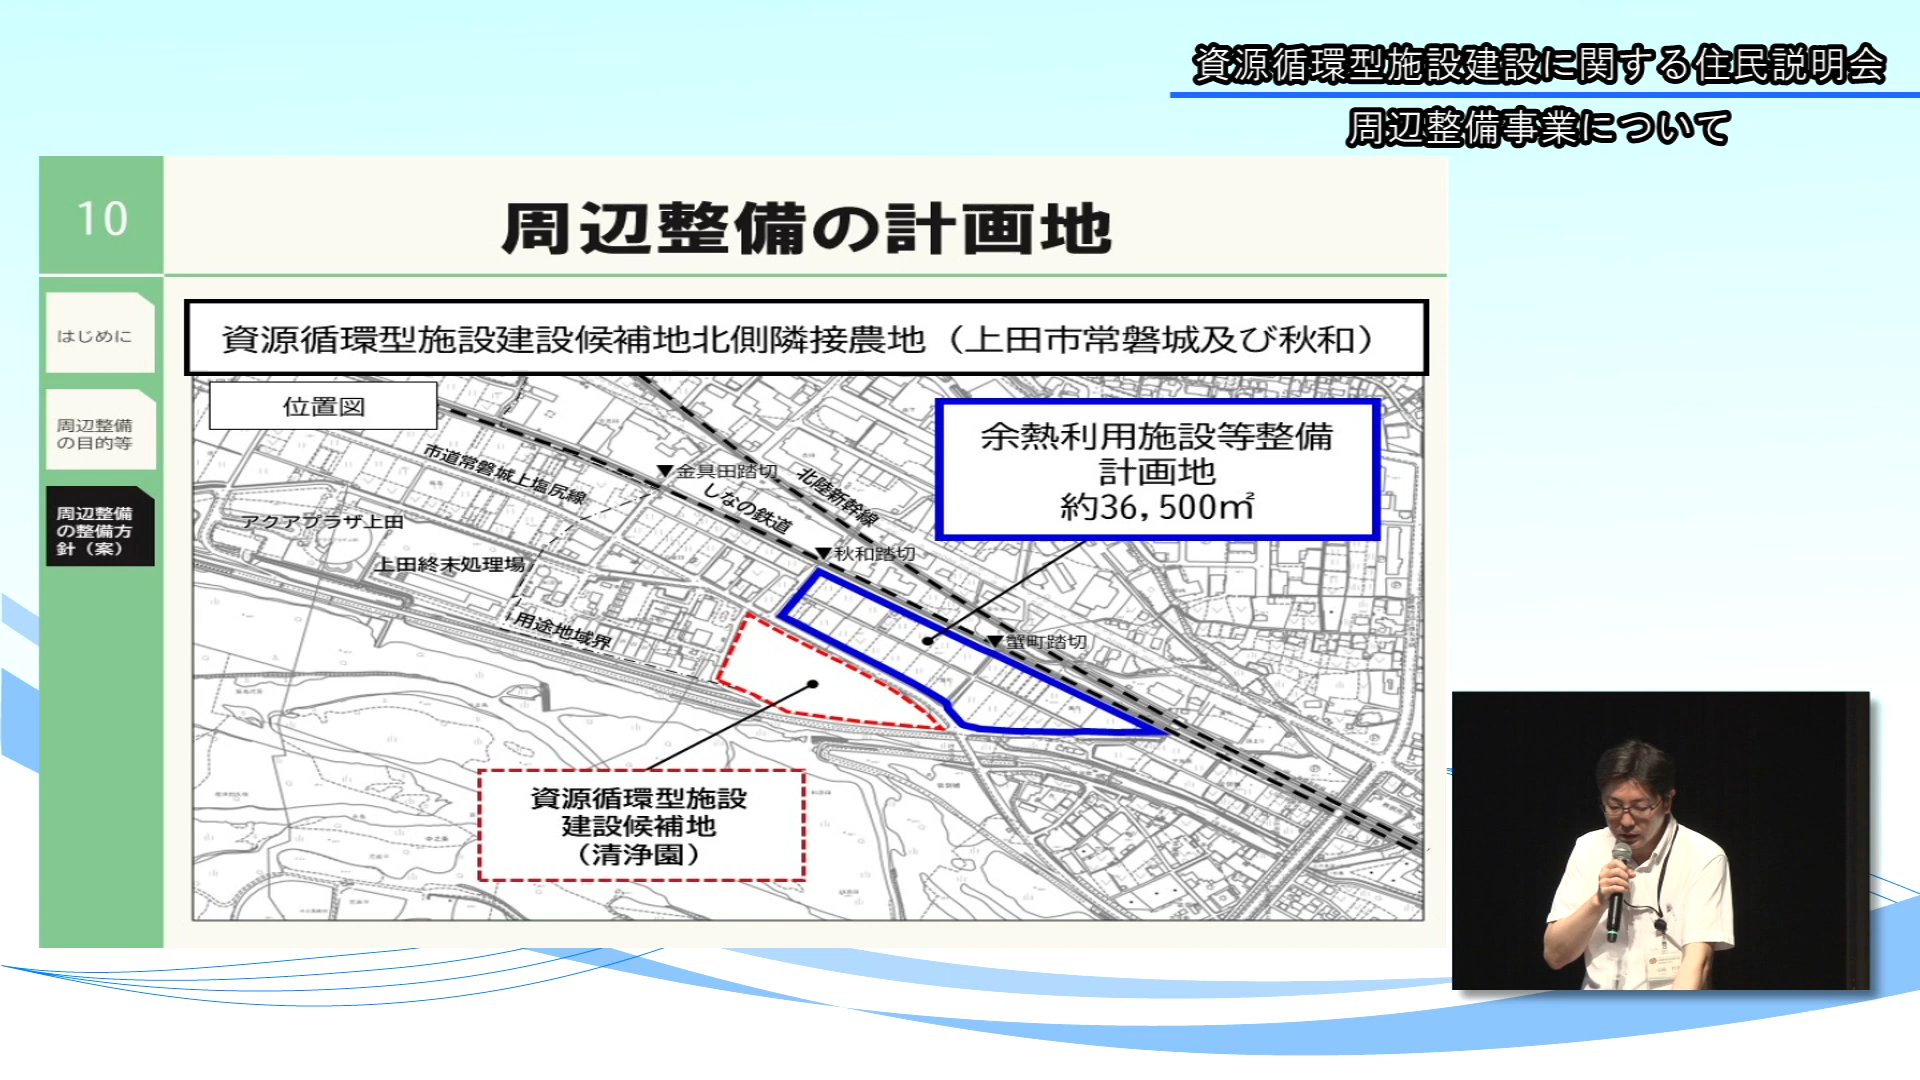 資源循環型施設建設に関する住民説明会
周辺整備事業について
10
周辺整備の計画地
はじめに
周辺整備
の目的等
周辺整備
の整備方
針（案）
資源循環型施設建設候補地北側隣接農地（上田市常磐城及び秋和）
位置図
余熱利用施設等整備
計画地
約36,500㎡
市道常磐城上塩尻線
金具田踏切
しなの鉄道
北陸新幹線
アクアプラザ上田
秋和踏切
上田終末処理場
用途地域界
蟹町踏切
資源循環型施設
建設候補地
（清浄園）